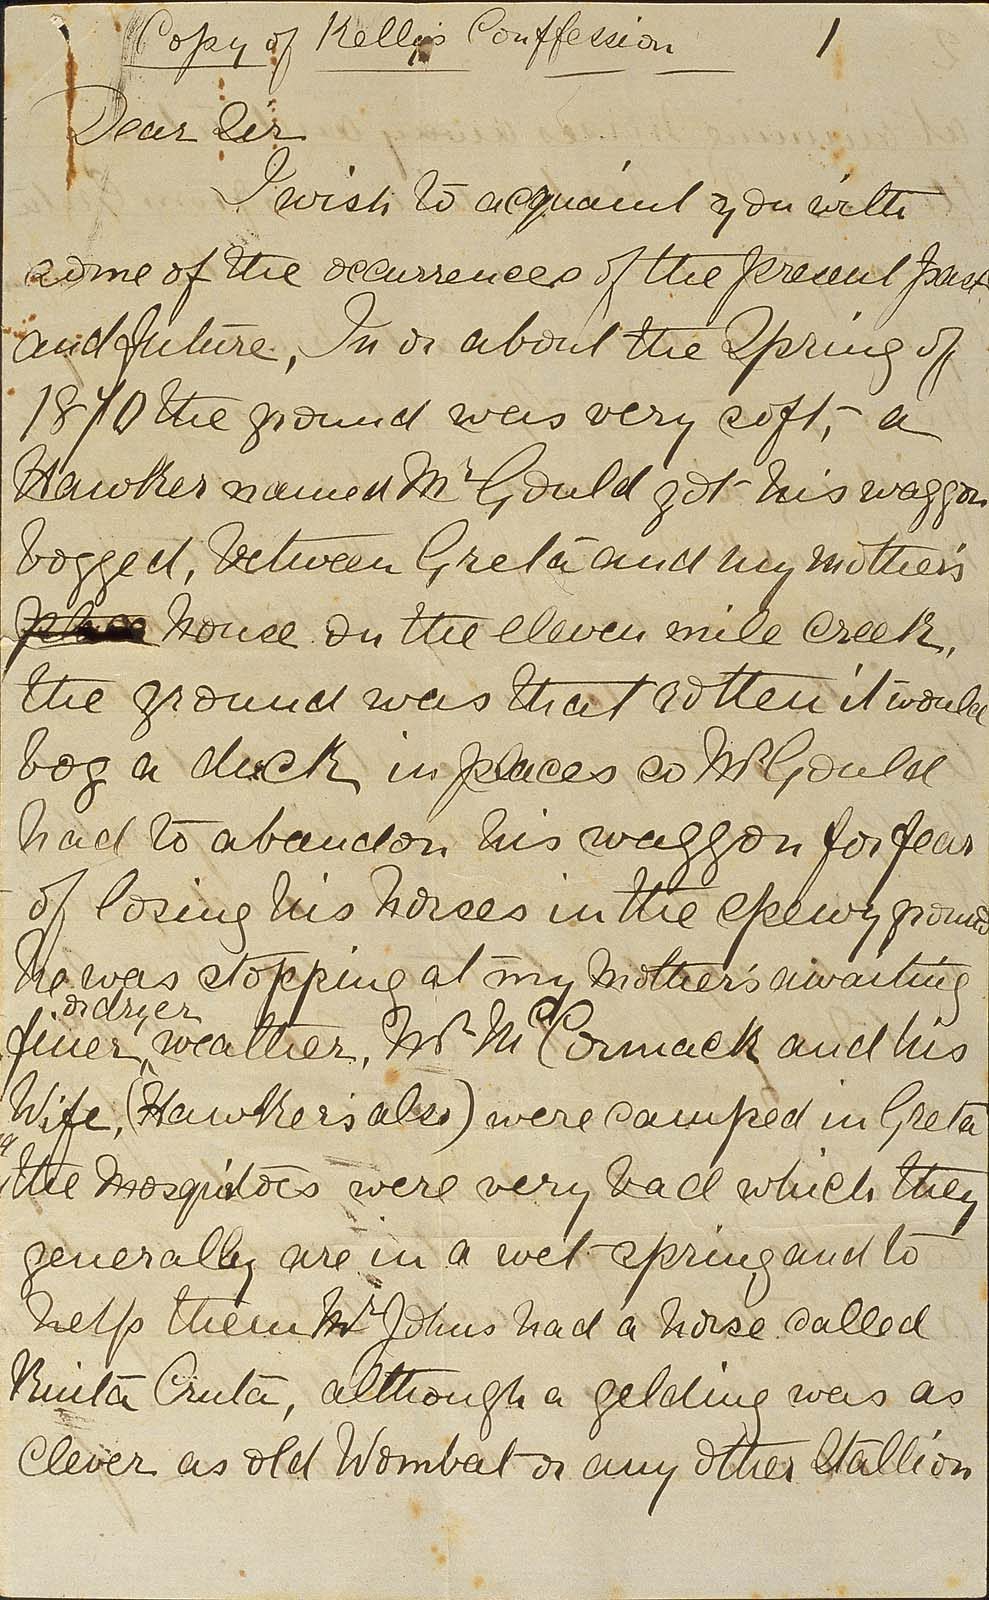 Copy of Kelly's Conffession 1
Dear Sir
I wish to acquaint you with
some of the occurrences of the present past
and future, In or about the Spring of
1870 the ground was very soft, a
Hawker named Mr Gould got his waggon
bogged, between Greta and my mother's
place house on the eleven mile creek,
the ground was that rotten it would
bog a duck in places so Mr Gould
had to abandon his waggon for fear
of losing his horses in the spewy ground
he was stopping at my Mother's awaiting
or dryer
finer weather, Mr McCormack and his
Wife, (Hawkers also) were camped in Greta
the Mosquitoes were very bad which they
generally are in a wet spring and to
help them Mr Johns had a horse called
Ruita Cruta, although a gelding was as
clever as old Wombat or any other Stallion